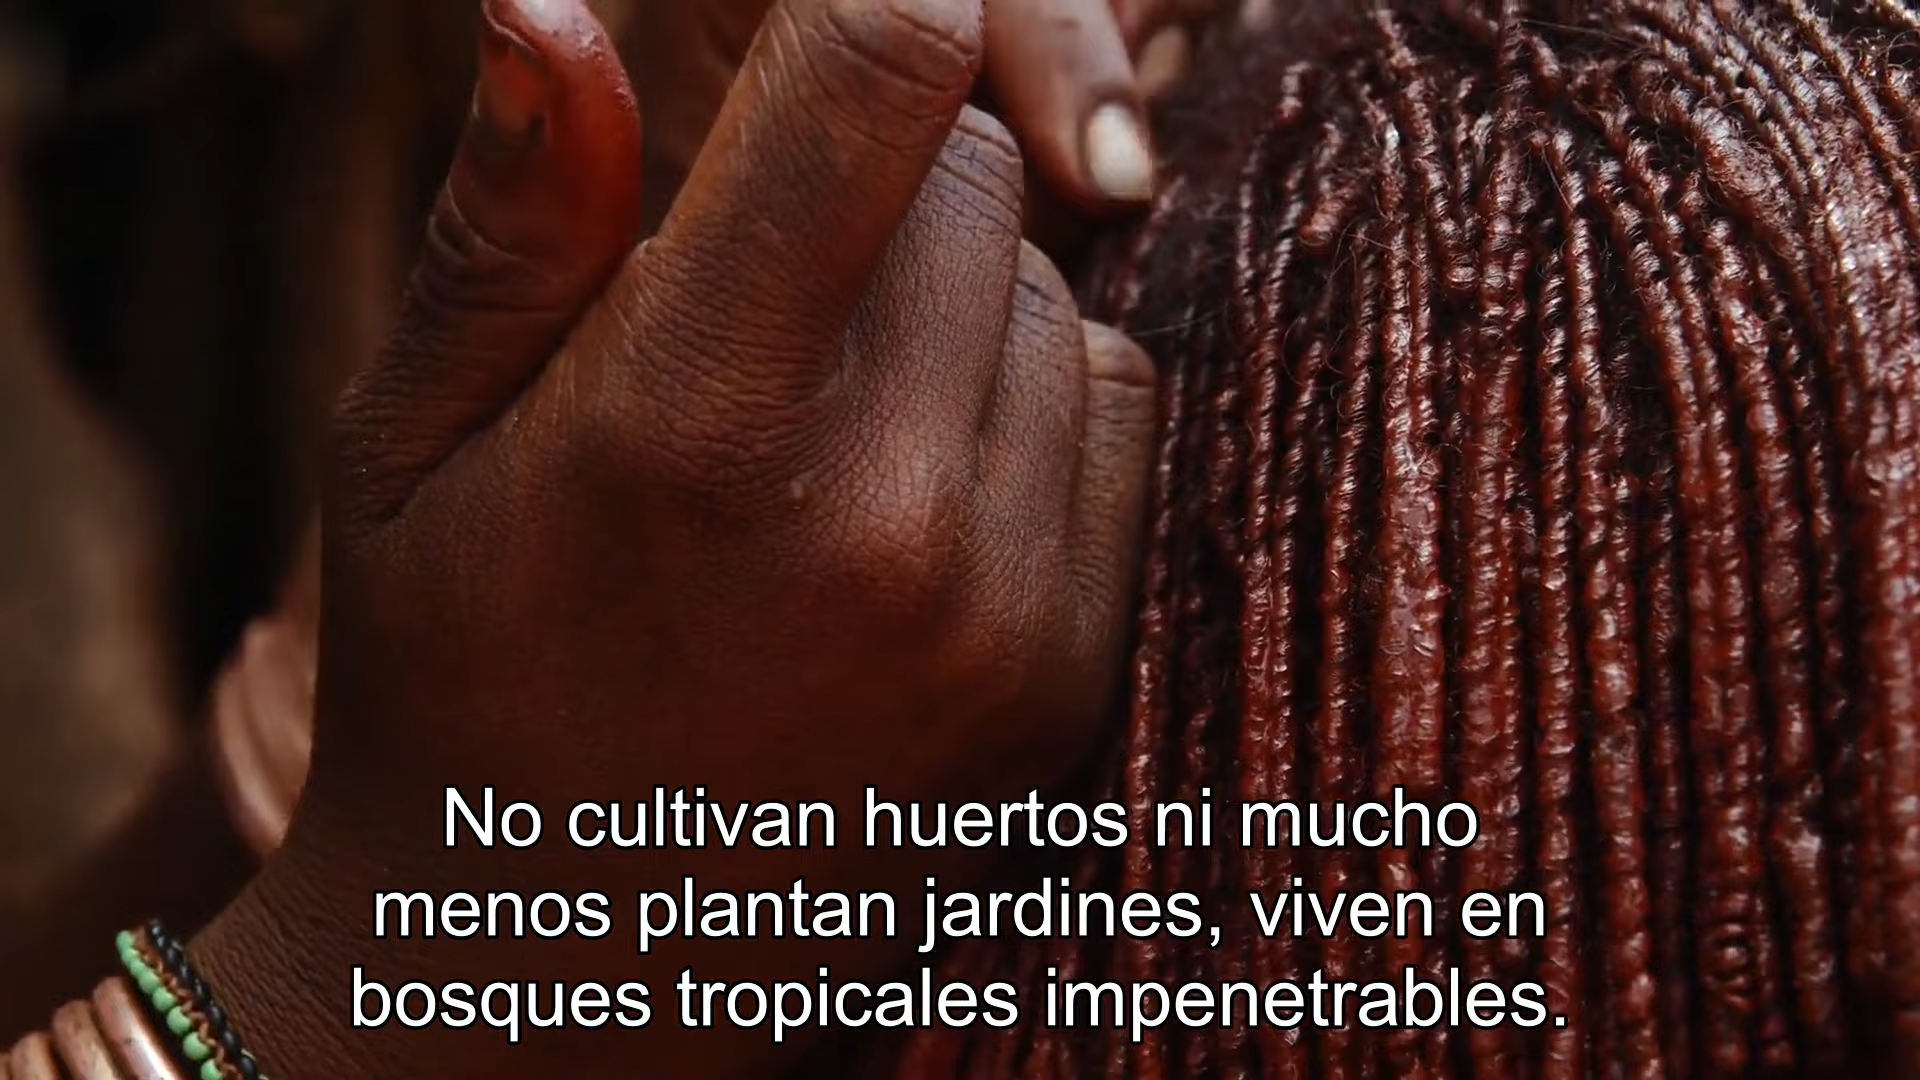 No cultivan huertos ni mucho
menos plantan jardines, viven en
bosques tropicales impenetrables.